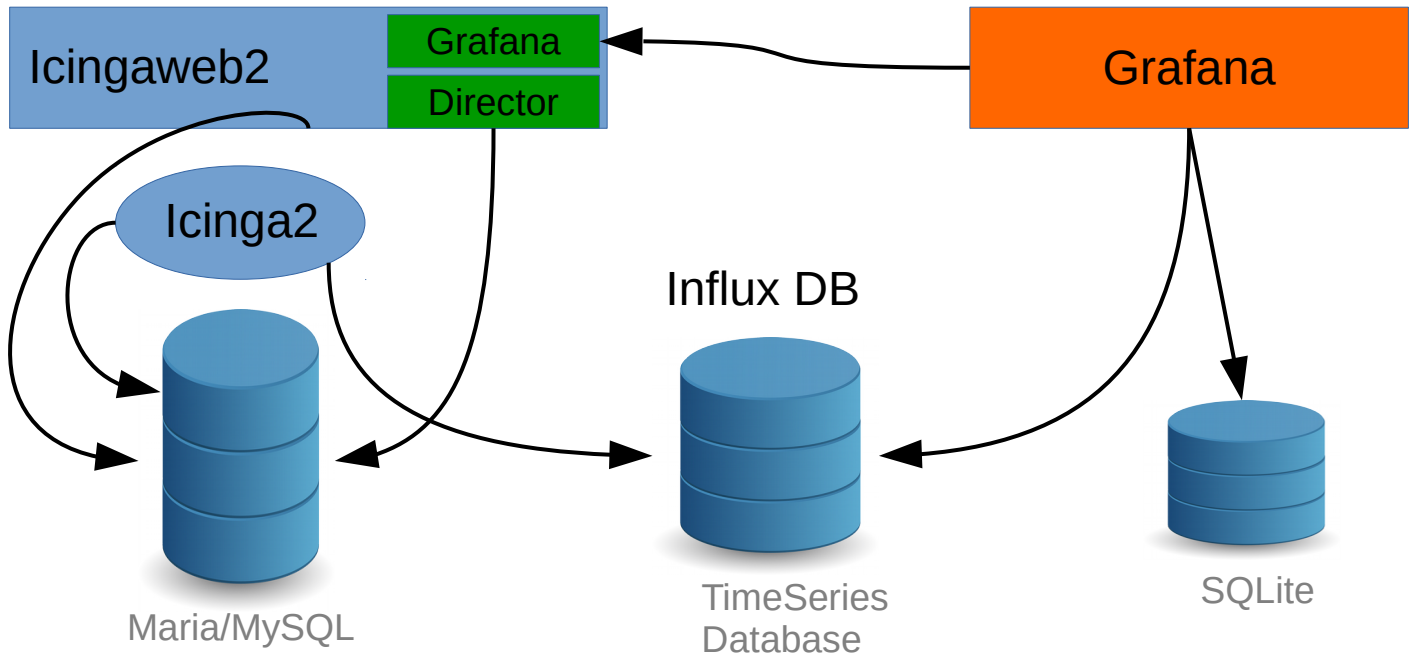 Icingaweb2
Grafana
Director
Grafana
Icinga2
Influx DB
Maria/MySQL
TimeSeries
Database
SQLite